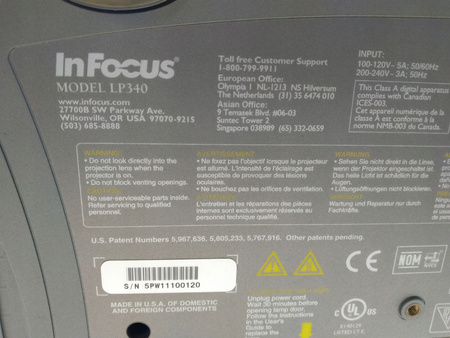 InFocus
MODEL LP340
www.infocus.com
27700B SW Parkway Ave,
Wilsonville, OR USA 97070-9215
(503) 685-8888
Toll free Customer Support
1-800-799-9911
European Office:
Olympia 1 NL-1213 NS Hilversum
The Netherlands (31) 35 6474 010
Asian Office:
9 Temasek Blvd. #06-03
Suntec Tower 2
Singapore 038989 (65) 332-0659
INPUT:
100-120V~ 5A; 50/60Hz
200-240V~ 3A; 50Hz
This Class A digital apparatus
complies with Canadian
ICES-003.
Cet appareil numérique de la
classe A est conforme à la
norme NMB-003 du Canada.
WARNING:
• Do not look directly into the
projection lens when the
projector is on.
• Do not block venting openings.
CAUTION:
No user-serviceable parts inside.
Refer servicing to qualified
personnel.
AVERTISSEMENT
• Ne fixez pas l'objectif lorsque le projecteur
est allumé. L'intensité de l'éclairage est
susceptible de provoquer des lésions
oculaires.
• Ne bouchez pas les orifices de ventilation.
L'entretien et les réparations des pièces
internes sont exclusivement réservés au
personnel technique qualifié.
WARNUNG
• Sehen Sie nicht direkt in die Linse,
wenn der Projektor eingeschaltet ist.
Das helle Licht ist schädlich für die
Augen.
• Lüftungsöffnungen nicht blockieren.
Wartung und Reparatur nur durch
Fachkräfte.
U.S. Patent Numbers 5,967,636, 5,805,233, 5,767,916. Other patents pending.
S/N 5PW11100120
MADE IN U.S.A. OF DOMESTIC
AND FOREIGN COMPONENTS
Unplug power cord.
Wait 30 minutes before
opening lamp door.
Follow the instructions
in the User's
Guide to
replace the
NOM
UL
LISTED